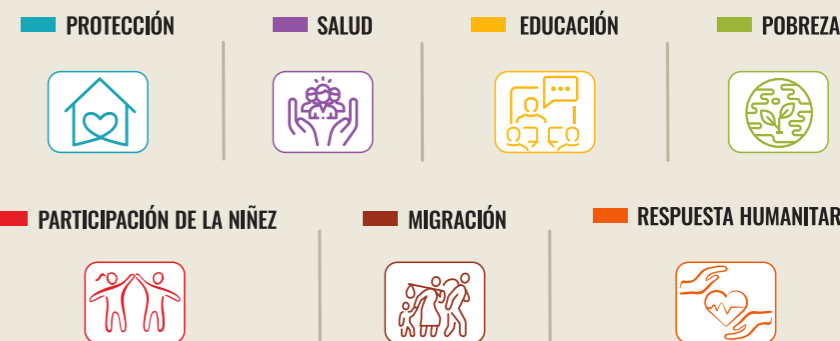 PROTECCIÓN
SALUD
EDUCACIÓN
POBREZA
PARTICIPACIÓN DE LA NIÑEZ
MIGRACIÓN
RESPUESTA HUMANITAR